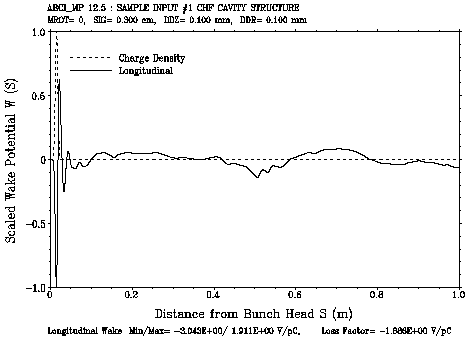 ABCI_MP 12.5 : SAMPLE INPUT #1 CHF CAVITY STRUCTURE
MROT= 0, SIG= 0.300 cm, DDZ= 0.100 mm, DDR= 0.100 mm
Charge Density
Longitudinal
Scaled Wake Potential W (S)
1.0
0.5
0
-0.5
-1.0
0
0.2
0.4
0.6
0.8
1.0
Distance from Bunch Head S (m)
Longitudinal Wake Min/Max= -3.043E+00/ 1.911E+00 V/pC, Loss Factor= -1.686E+00 V/pC